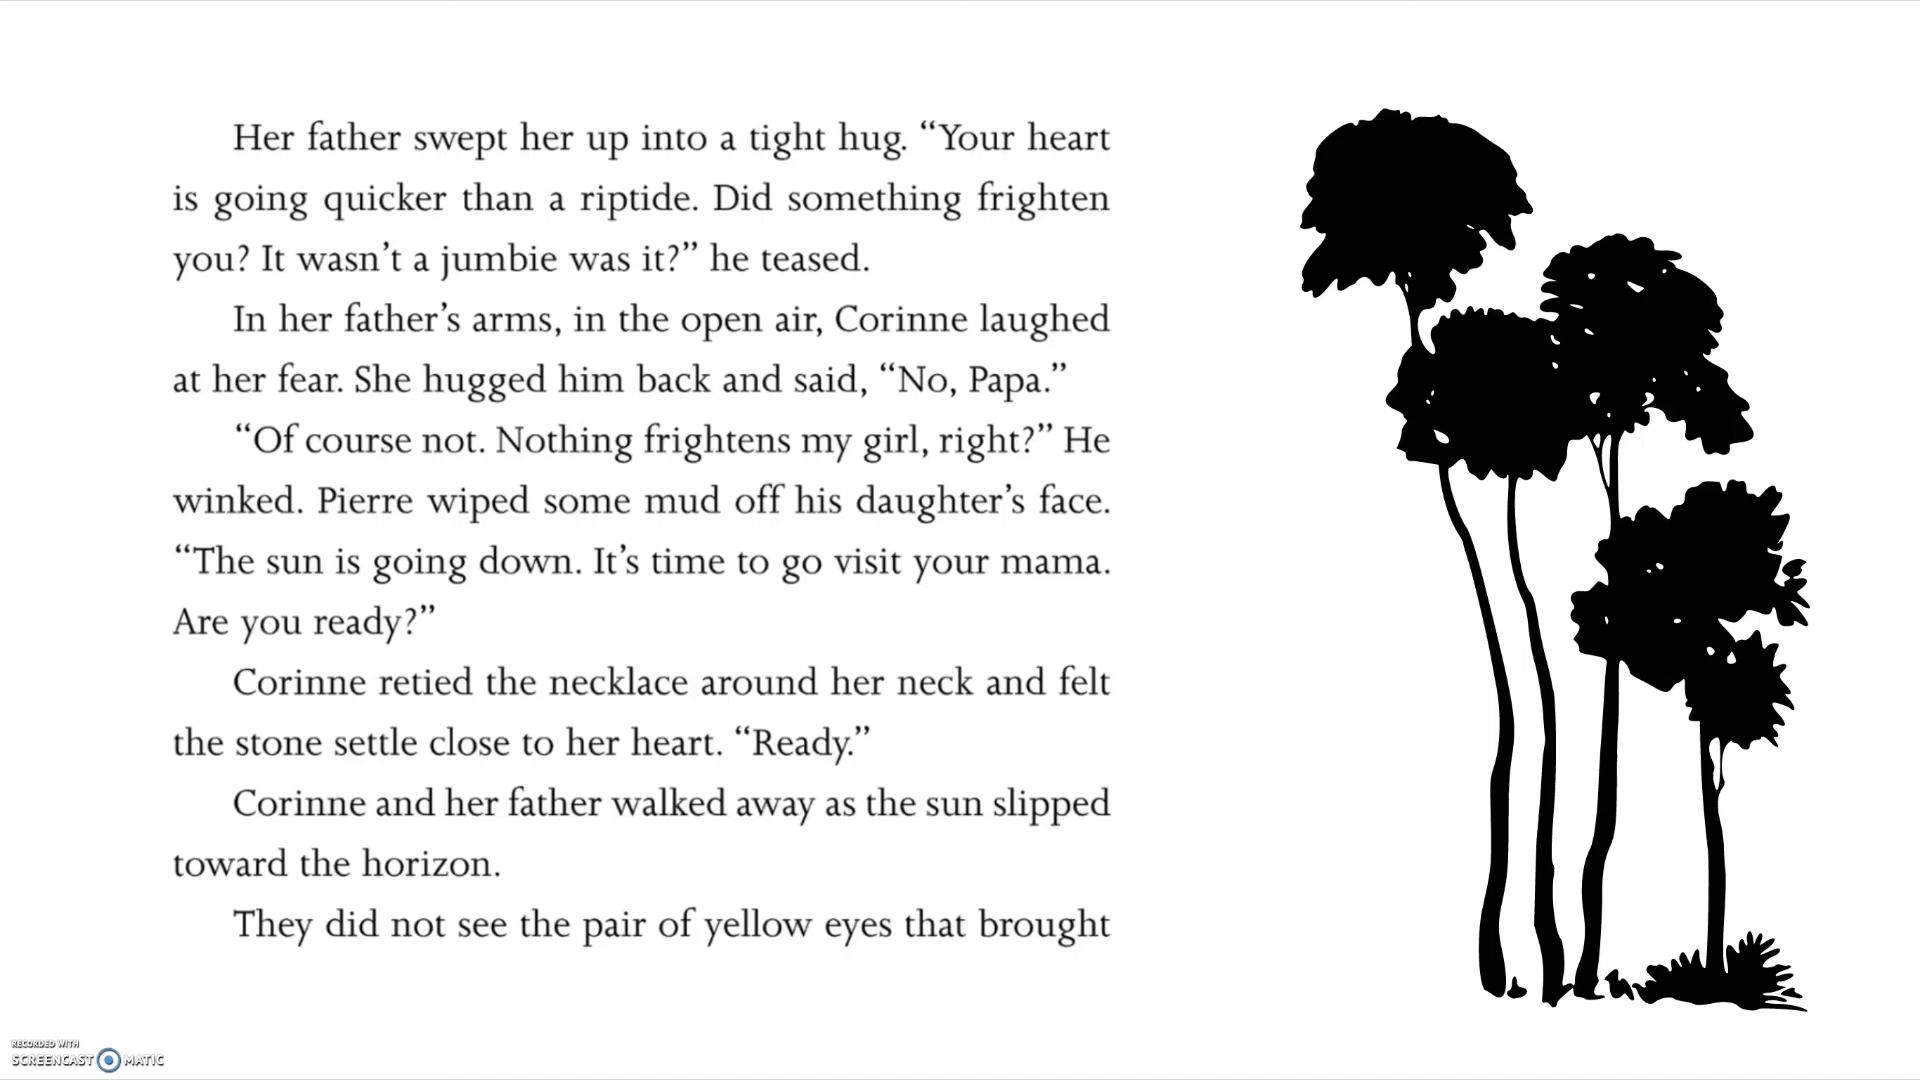 Her father swept her up into a tight hug. “Your heart
is going quicker than a riptide. Did something frighten
you? It wasn’t a jumbie was it?” he teased.
In her father’s arms, in the open air, Corinne laughed
at her fear. She hugged him back and said, “No, Papa.”
“Of course not. Nothing frightens my girl, right?” He
winked. Pierre wiped some mud off his daughter’s face.
“The sun is going down. It’s time to go visit your mama.
Are you ready?”
Corinne retied the necklace around her neck and felt
the stone settle close to her heart. “Ready.”
Corinne and her father walked away as the sun slipped
toward the horizon.
They did not see the pair of yellow eyes that brought
RECORDED WITH
SCREENCAST MATIC